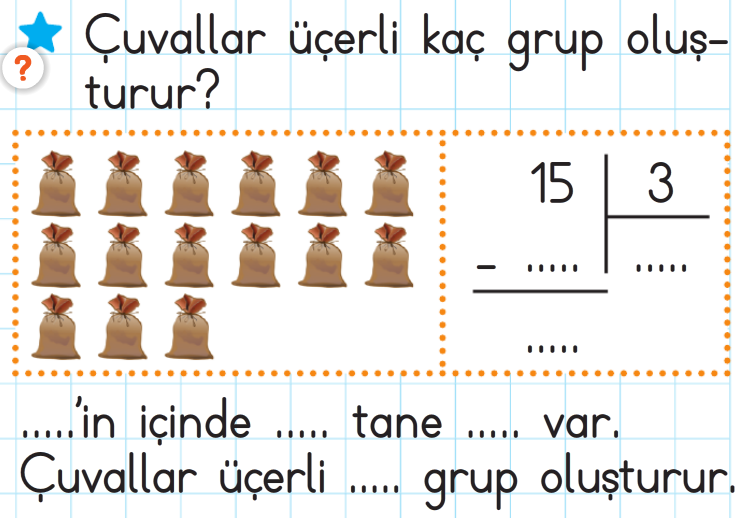 Çuvallar üçerli kaç grup oluş-
turur?
?
15 3
- ..... .....
.....
.....'in içinde ..... tane ..... var.
Çuvallar üçerli ..... grup oluşturur.